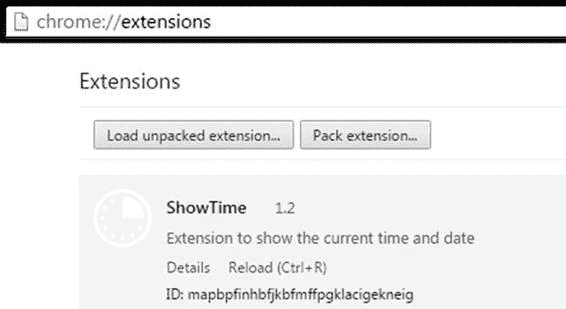 chrome://extensions
Extensions
Load unpacked extension... Pack extension...
ShowTime 1.2
Extension to show the current time and date
Details Reload (Ctrl+R)
ID: mapbpfinhbfjkbfmffpgklacigekneig